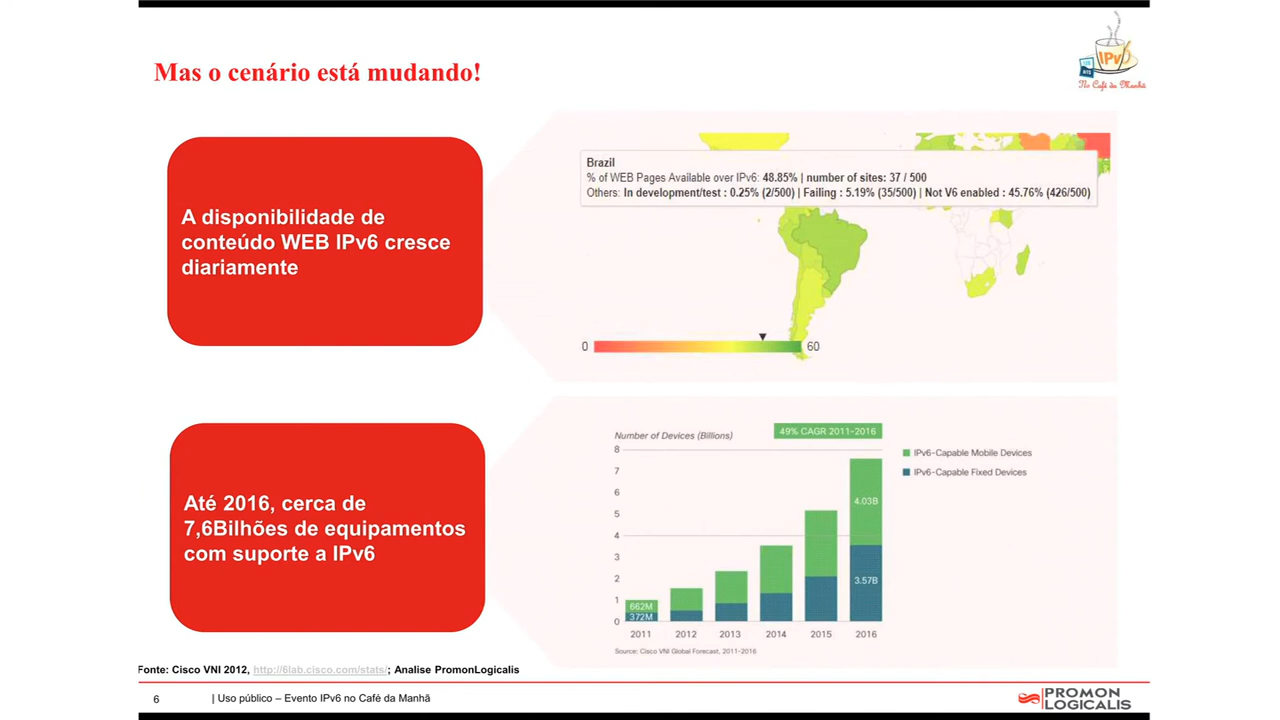 Mas o cenário está mudando!
IPv
No Café da Manhã
A disponibilidade de
conteúdo WEB IPv6 cresce
diariamente
Brazil
% of WEB Pages Available over IPv6: 48.85% | number of sites: 37 / 500
Others: In development/test : 0.25% (2/500) | Failing : 5.19% (35/500) | Not V6 enabled : 45.76% (426/500)
0
60
Até 2016, cerca de
7,6Bilhões de equipamentos
com suporte a IPv6
Number of Devices (Billions)
49% CAGR 2011-2016
IPv6-Capable Mobile Devices
IPv6-Capable Fixed Devices
8
7
6
5
4
3
2
1
0
4.03B
3.57B
662M
372M
2011 2012 2013 2014 2015 2016
Source: Cisco VNI Global Forecast, 2011-2016
Fonte: Cisco VNI 2012, http://6lab.cisco.com/stats/; Analise PromonLogicalis
6 | Uso público – Evento IPv6 no Café da Manhã
PROMON
LOGICALIS